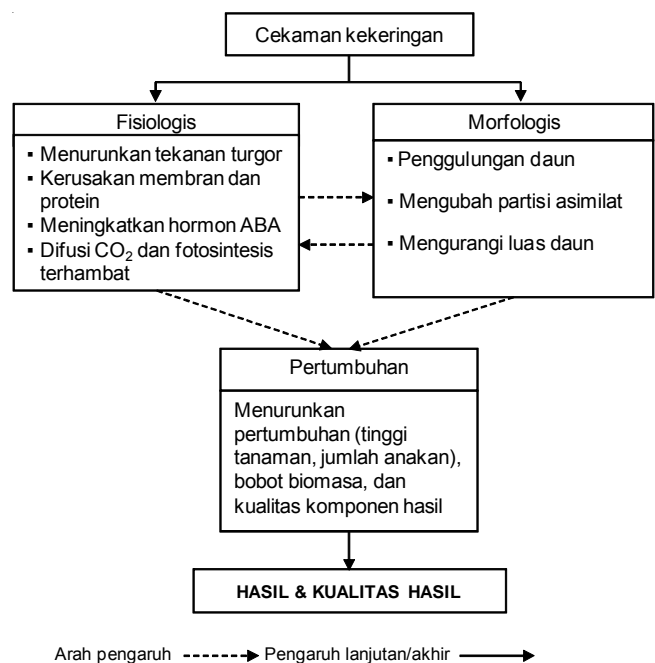 Cekaman kekeringan
Fisiologis
▪ Menurunkan tekanan turgor
▪ Kerusakan membran dan
protein
▪ Meningkatkan hormon ABA
▪ Difusi CO₂ dan fotosintesis
terhambat
Morfologis
▪ Penggulungan daun
▪ Mengubah partisi asimilat
▪ Mengurangi luas daun
Pertumbuhan
Menurunkan
pertumbuhan (tinggi
tanaman, jumlah anakan),
bobot biomasa, dan
kualitas komponen hasil
HASIL & KUALITAS HASIL
Arah pengaruh Pengaruh lanjutan/akhir